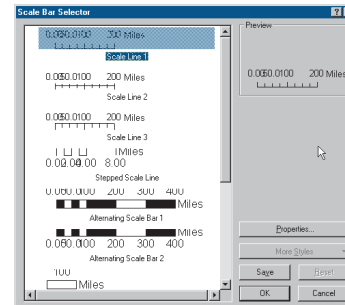 Scale Bar Selector
0.0050.0100 200 Miles
Scale Line 1
0.0050.0100 200 Miles
Scale Line 2
0.0050.0100 200 Miles
Scale Line 3
Miles
0.00 8.00
Stepped Scale Line
200 300 400
Miles
Alternating Scale Bar 1
Miles
200 300 400
Alternating Scale Bar 2
100
Miles
Preview
0.0050.0100 200 Miles
Properties...
More Styles
Save
Reset
OK
Cancel